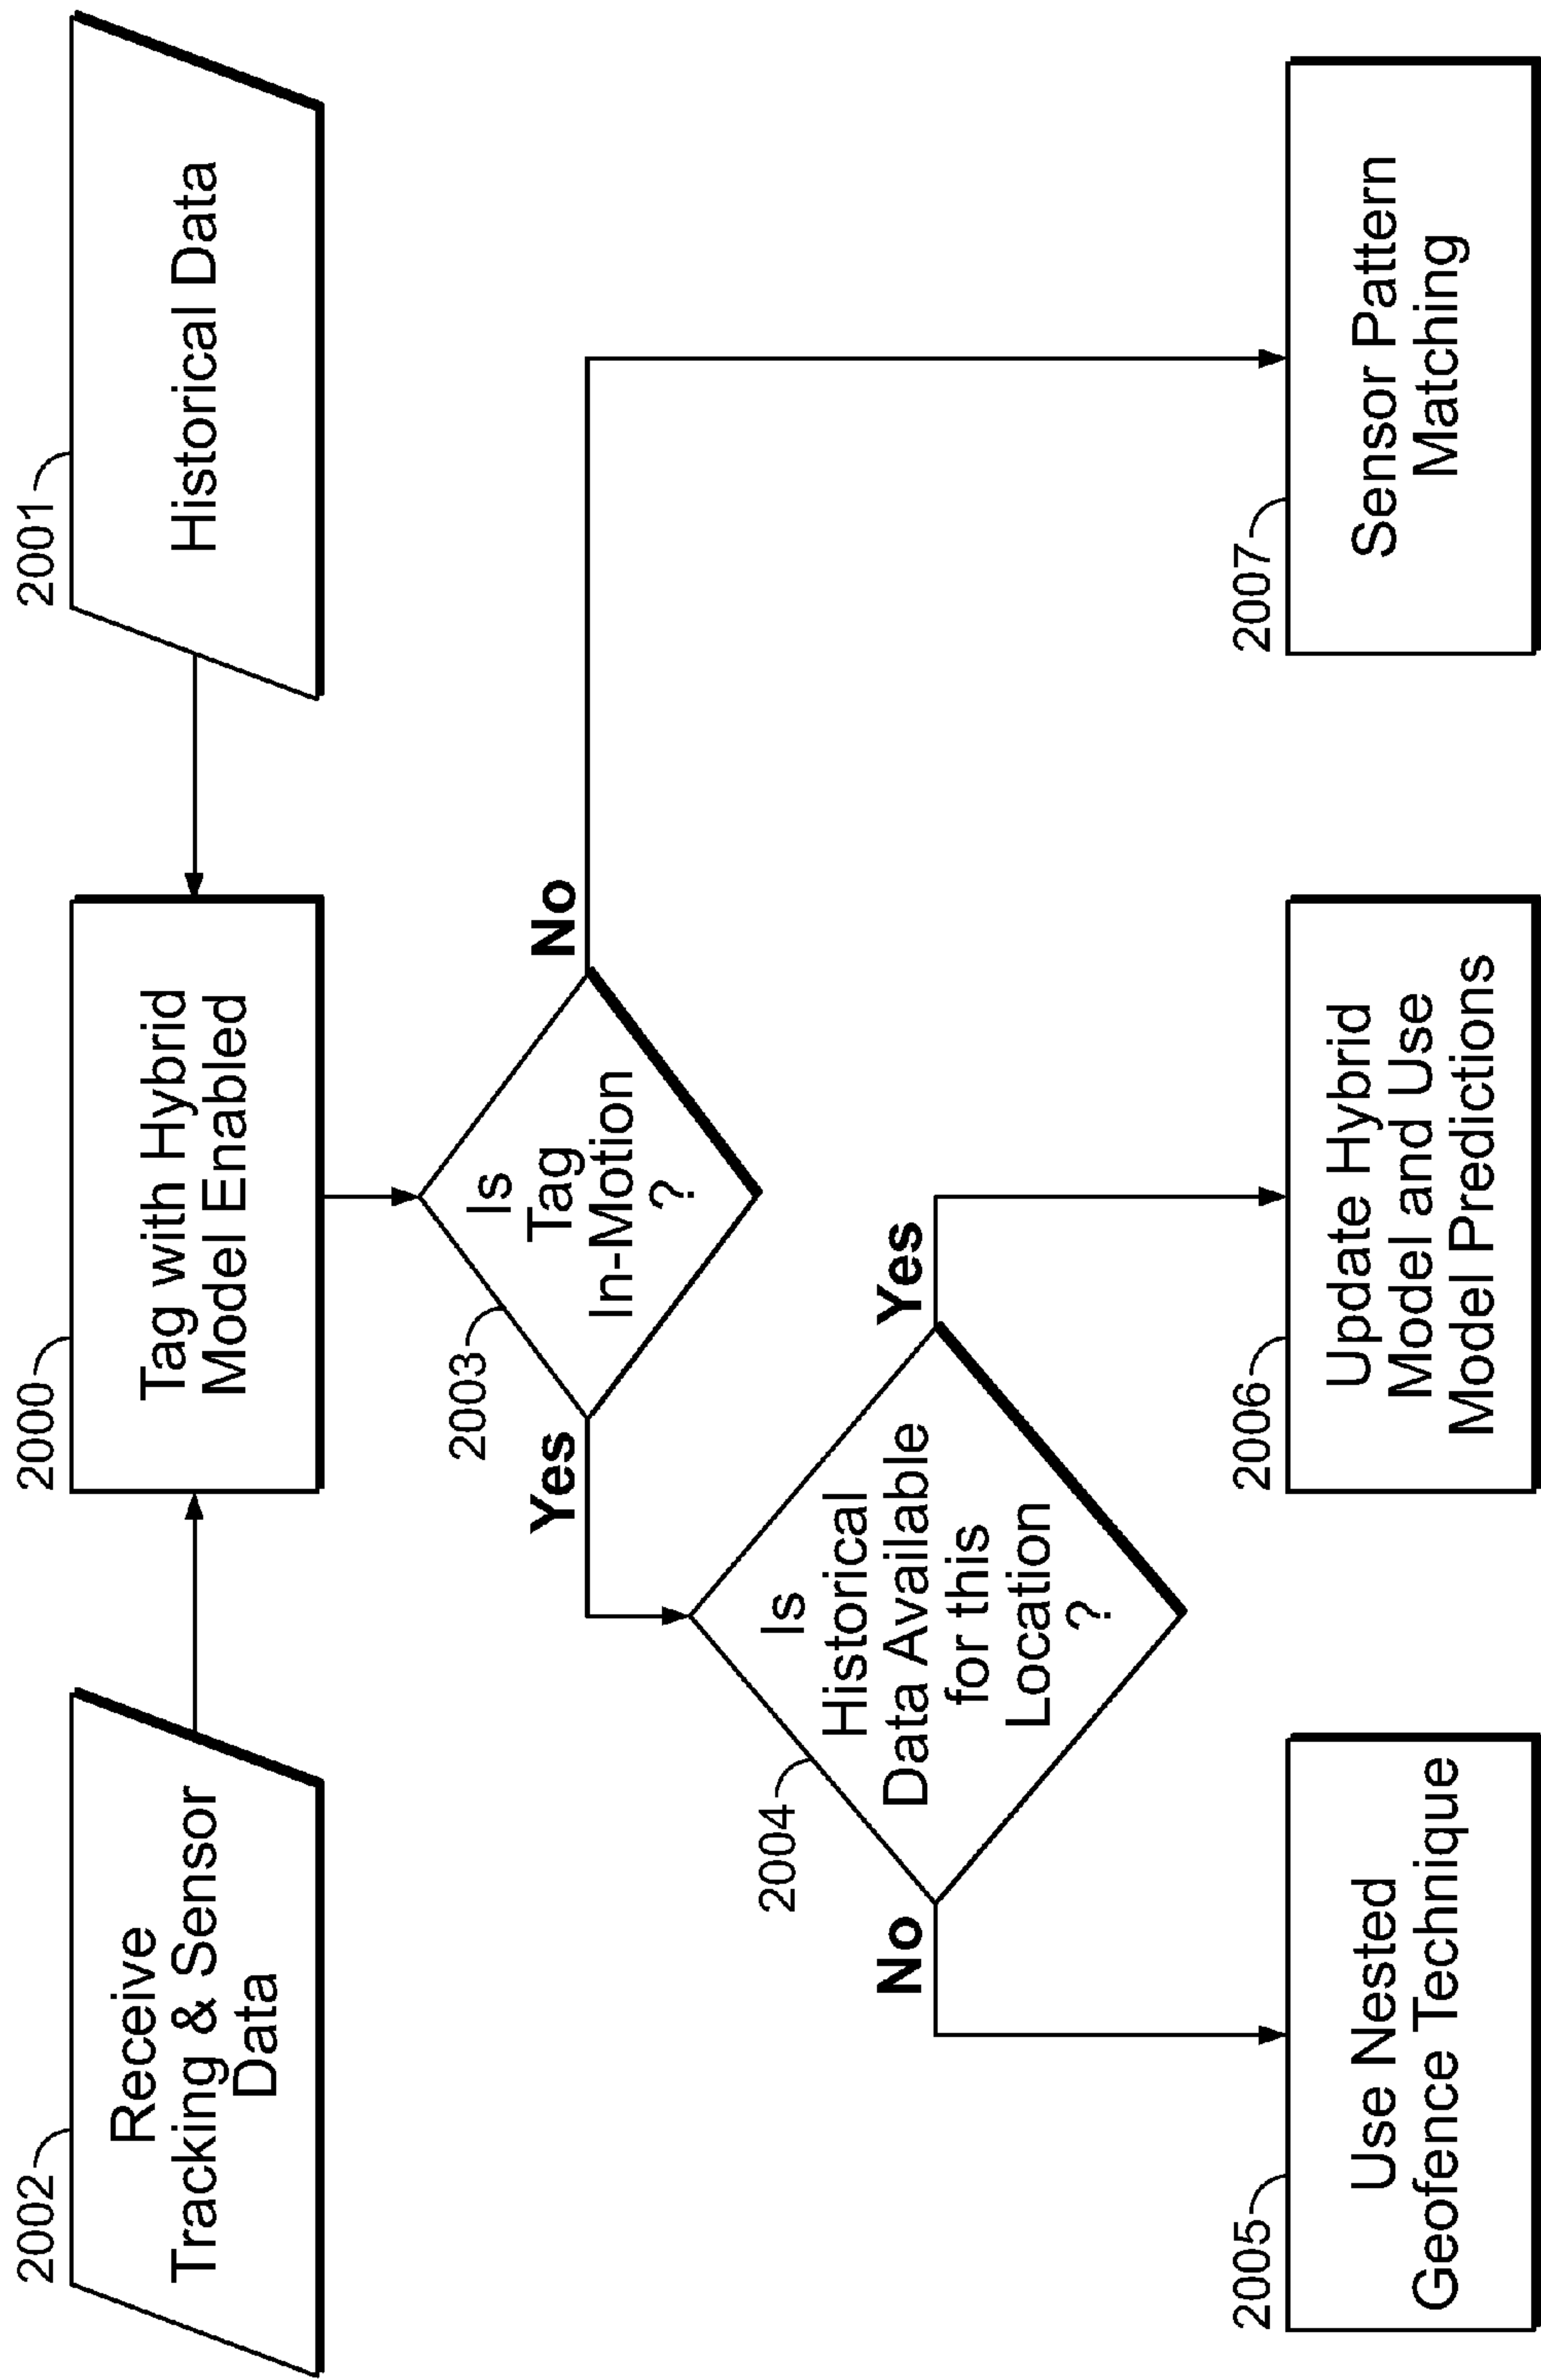 2002
Receive
Tracking & Sensor
Data
2000
Tag with Hybrid
Model Enabled
2001
Historical Data
2003
Is
Tag
In-Motion
?
Yes
No
2004
Is
Historical
Data Available
for this
Location
?
No
Yes
2005
Use Nested
Geofence Technique
2006
Update Hybrid
Model and Use
Model Predictions
2007
Sensor Pattern
Matching